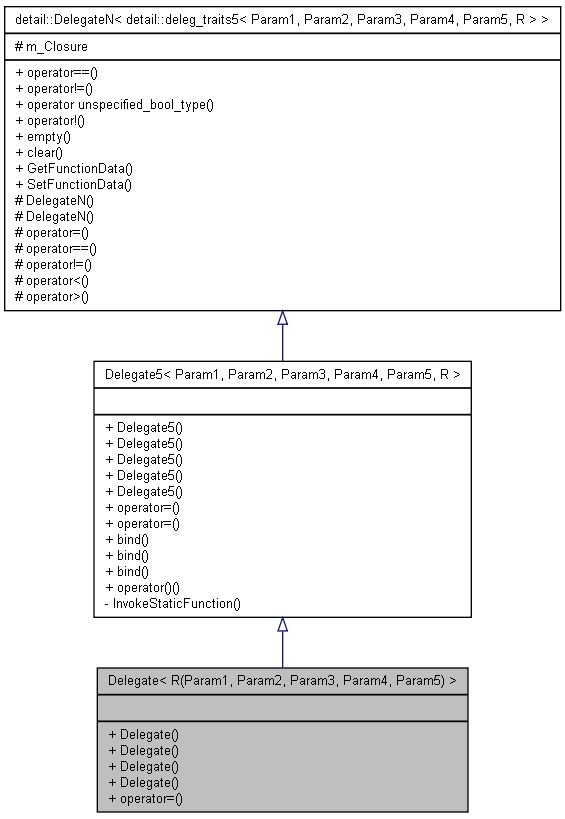 detail::DelegateN< detail::deleg_traits5< Param1, Param2, Param3, Param4, Param5, R > >
# m_Closure
+ operator==()
+ operator!=()
+ operator unspecified_bool_type()
+ operator!()
+ empty()
+ clear()
+ GetFunctionData()
+ SetFunctionData()
# DelegateN()
# DelegateN()
# operator=()
# operator==()
# operator!=()
# operator<()
# operator>()
Delegate5< Param1, Param2, Param3, Param4, Param5, R >
+ Delegate5()
+ Delegate5()
+ Delegate5()
+ Delegate5()
+ Delegate5()
+ operator=()
+ operator=()
+ bind()
+ bind()
+ bind()
+ operator()()
- InvokeStaticFunction()
Delegate< R(Param1, Param2, Param3, Param4, Param5) >
+ Delegate()
+ Delegate()
+ Delegate()
+ Delegate()
+ operator=()